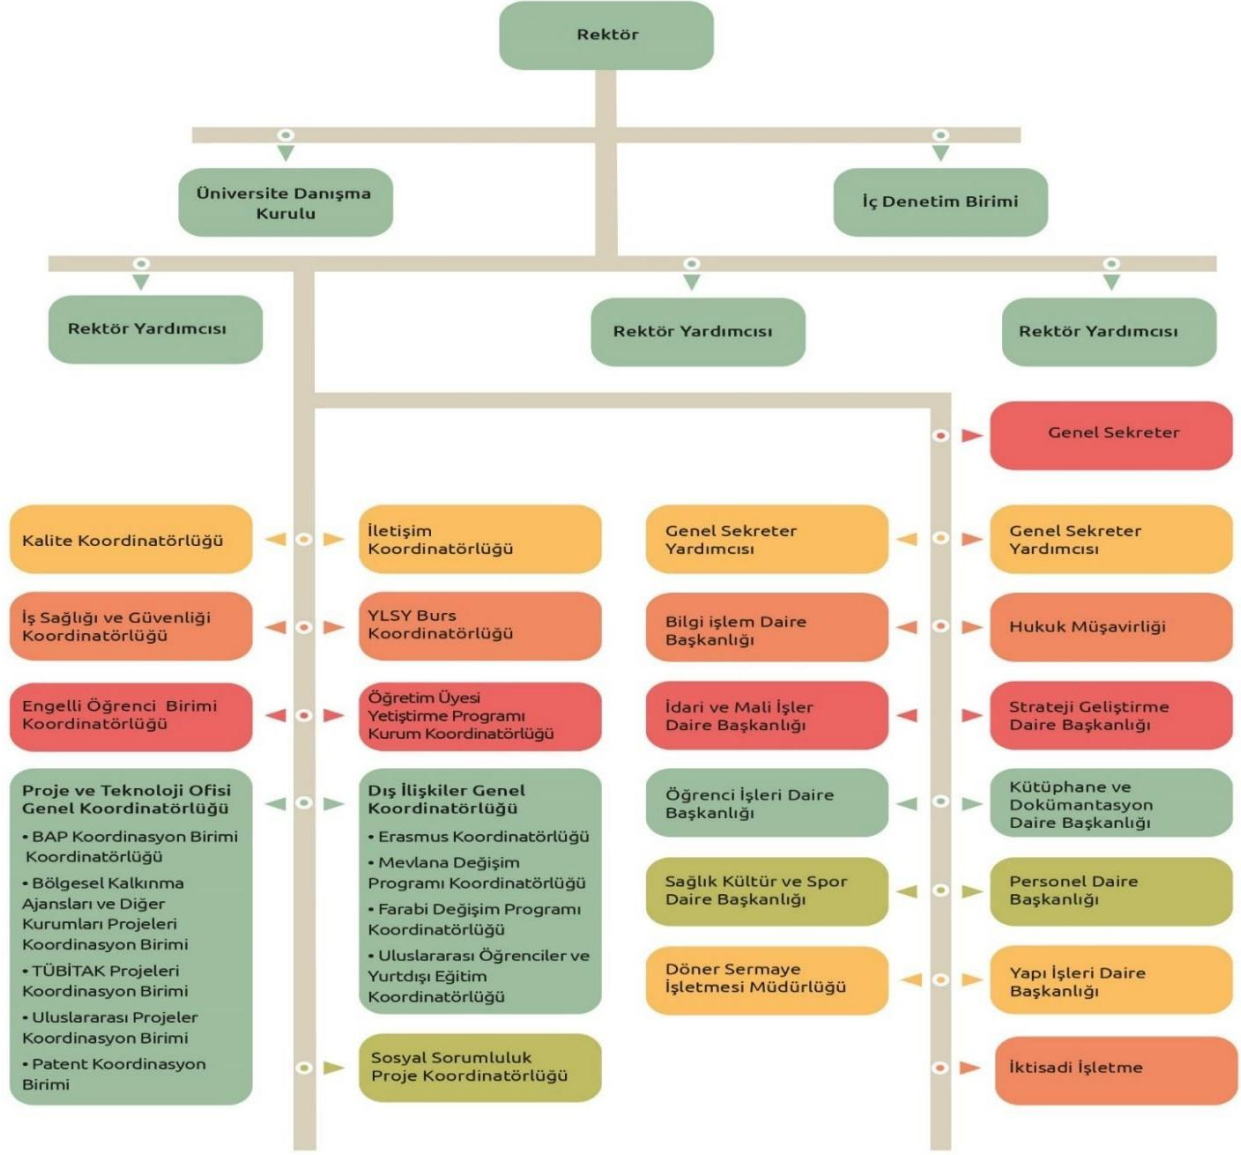 Rektör
Üniversite Danışma
Kurulu
İç Denetim Birimi
Rektör Yardımcısı
Rektör Yardımcısı
Rektör Yardımcısı
Genel Sekreter
Kalite Koordinatörlüğü
İletişim
Koordinatörlüğü
Genel Sekreter
Yardımcısı
Genel Sekreter
Yardımcısı
İş Sağlığı ve Güvenliği
Koordinatörlüğü
YLSY Burs
Koordinatörlüğü
Bilgi işlem Daire
Başkanlığı
Hukuk Müşavirliği
Engelli Öğrenci Birimi
Koordinatörlüğü
Öğretim Üyesi
Yetiştirme Programı
Kurum Koordinatörlüğü
İdari ve Mali İşler
Daire Başkanlığı
Strateji Geliştirme
Daire Başkanlığı
Proje ve Teknoloji Ofisi
Genel Koordinatörlüğü
• BAP Koordinasyon Birimi
Koordinatörlüğü
• Bölgesel Kalkınma
Ajansları ve Diğer
Kurumları Projeleri
Koordinasyon Birimi
• TÜBİTAK Projeleri
Koordinasyon Birimi
• Uluslararası Projeler
Koordinasyon Birimi
• Patent Koordinasyon
Birimi
Dış İlişkiler Genel
Koordinatörlüğü
• Erasmus Koordinatörlüğü
• Mevlana Değişim
Programı Koordinatörlüğü
• Farabi Değişim Programı
Koordinatörlüğü
• Uluslararası Öğrenciler ve
Yurtdışı Eğitim
Koordinatörlüğü
Öğrenci İşleri Daire
Başkanlığı
Kütüphane ve
Dokümantasyon
Daire Başkanlığı
Sağlık Kültür ve Spor
Daire Başkanlığı
Personel Daire
Başkanlığı
Döner Sermaye
İşletmesi Müdürlüğü
Yapı İşleri Daire
Başkanlığı
Sosyal Sorumluluk
Proje Koordinatörlüğü
İktisadi İşletme